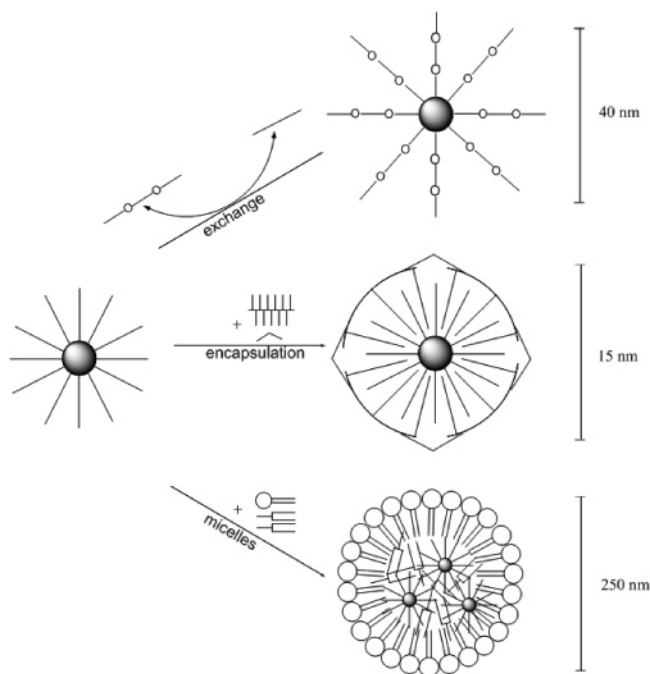 40 nm
exchange
+
encapsulation
15 nm
+
micelles
250 nm